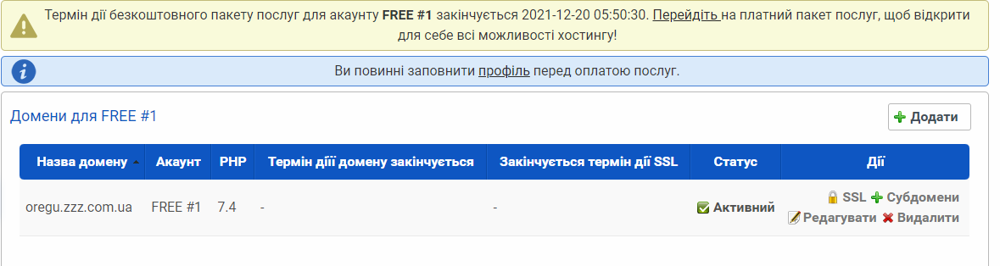 Термін дії безкоштовного пакету послуг для акаунту FREE #1 закінчується 2021-12-20 05:50:30. Перейдіть на платний пакет послуг, щоб відкрити
для себе всі можливості хостингу!
Ви повинні заповнити профіль перед оплатою послуг.
Домени для FREE #1
Додати
Назва домену Акаунт PHP Термін діїї домену закінчується Закінчується термін дії SSL Статус Дії
oregu.zzz.com.ua FREE #1 7.4 - - Активний SSL Субдомени
Редагувати Видалити